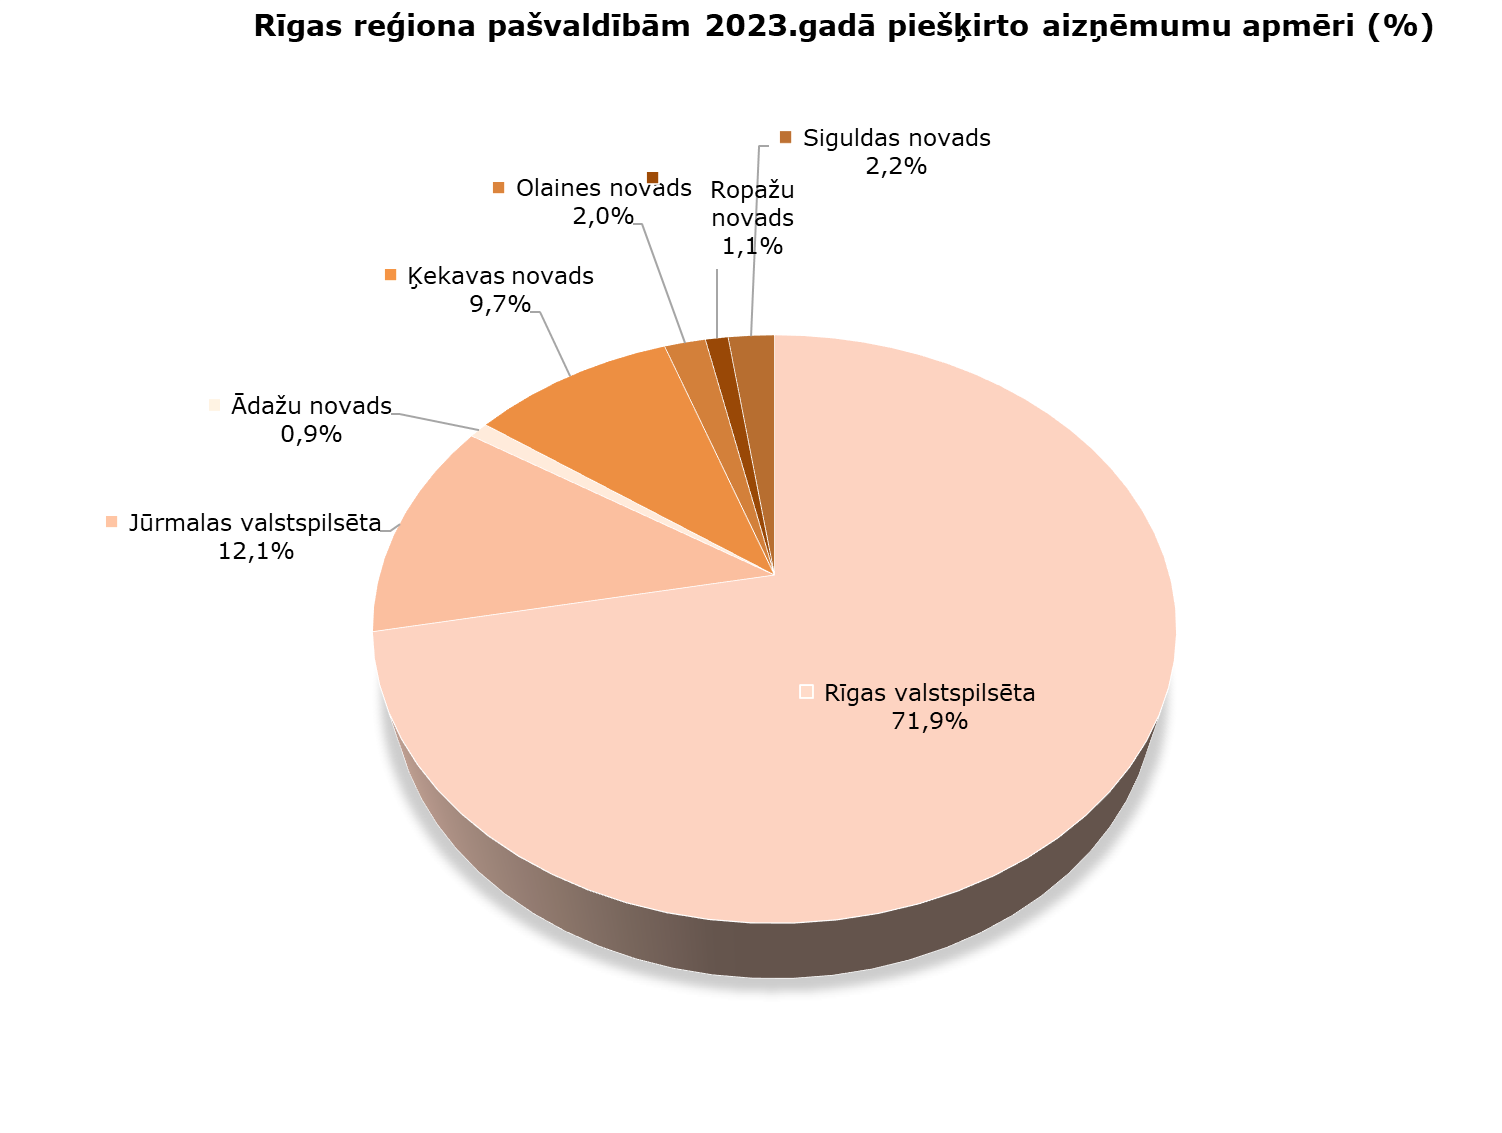 Rīgas reģiona pašvaldībām 2023.gadā piešķirto aizņēmumu apmēri (%)
Siguldas novads
2,2%
Olaines novads
2,0%
Ropažu
novads
1,1%
Ķekavas novads
9,7%
Ādažu novads
0,9%
Jūrmalas valstspilsēta
12,1%
Rīgas valstspilsēta
71,9%